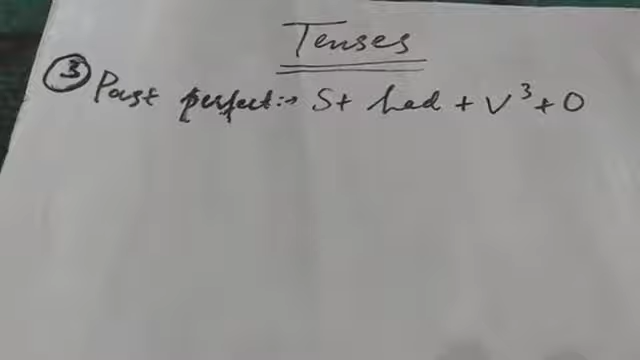 Tenses
③ Past perfect:→ S + had + V³ + O